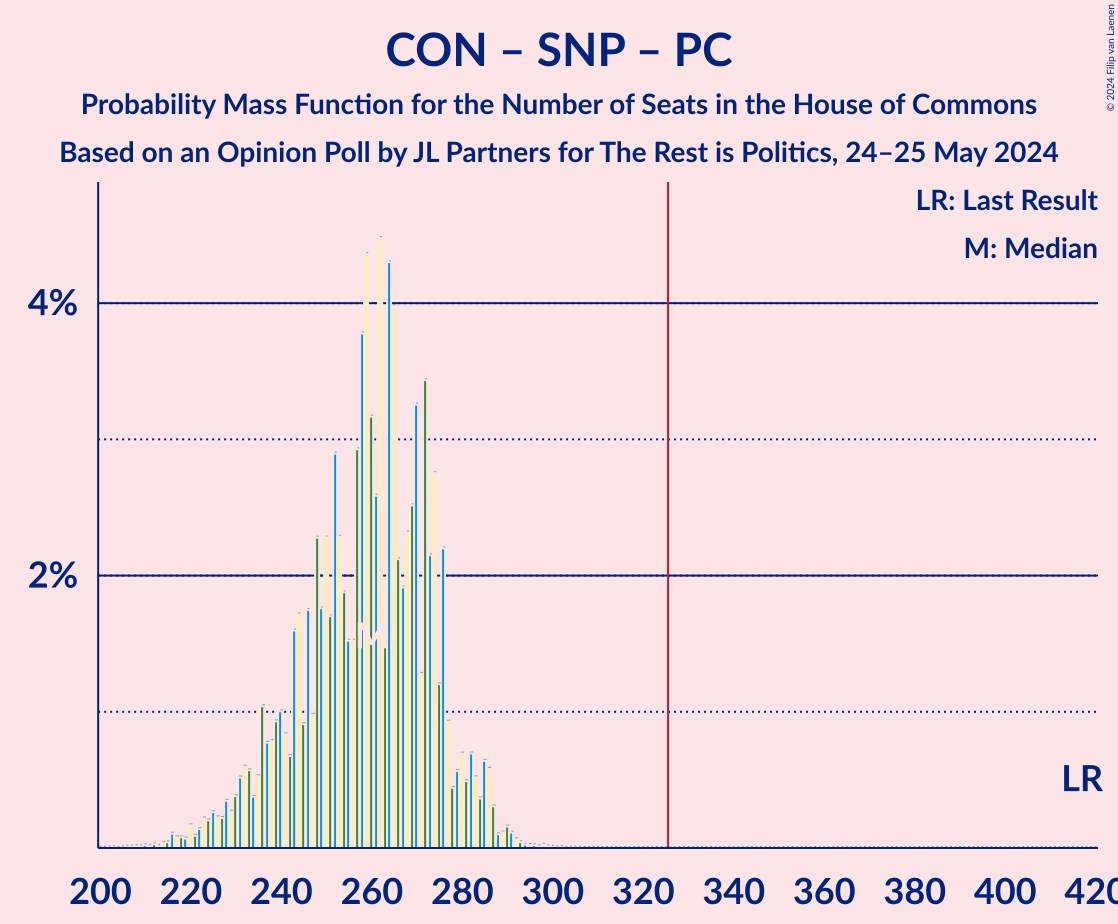 CON – SNP – PC
Probability Mass Function for the Number of Seats in the House of Commons
Based on an Opinion Poll by JL Partners for The Rest is Politics, 24–25 May 2024
© 2024 Filip van Laenen
LR: Last Result
M: Median
4%
2%
M
LR
200 220 240 260 280 300 320 340 360 380 400 420